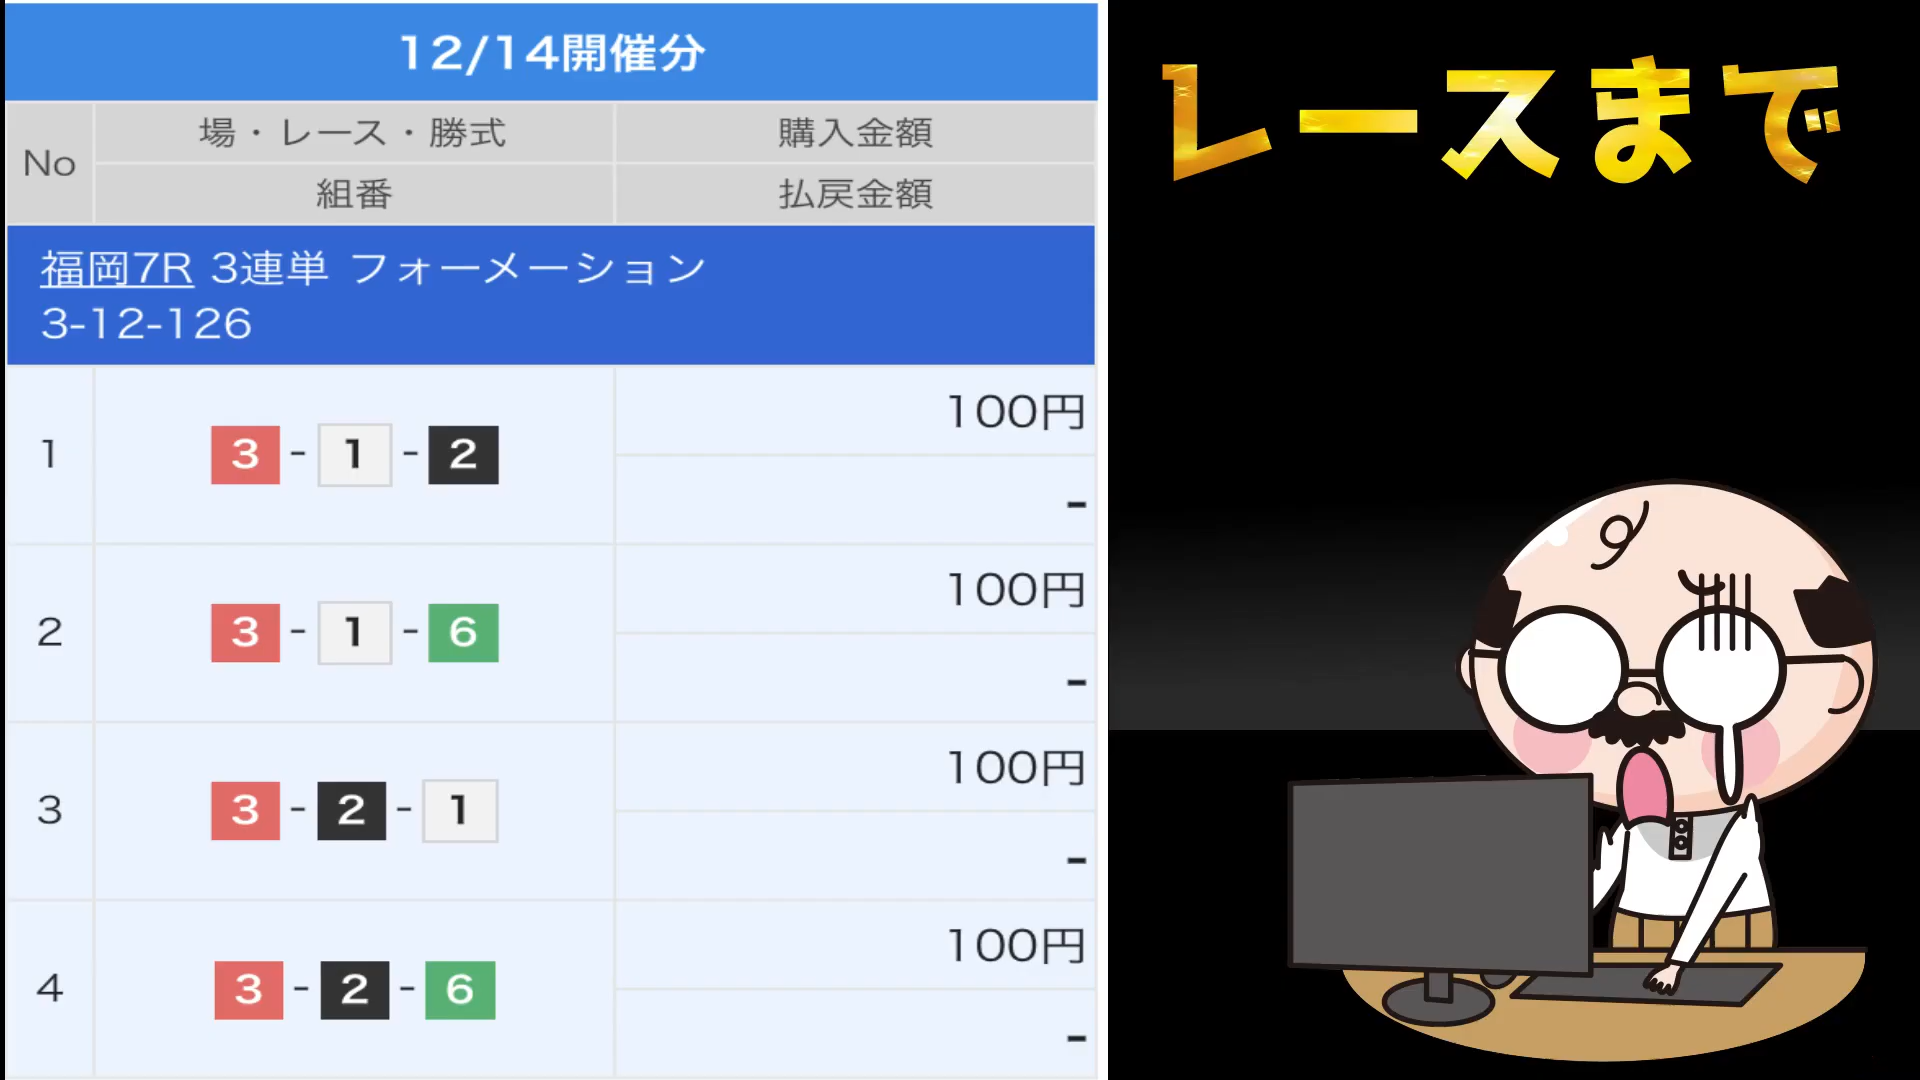 12/14開催分
No
場・レース・勝式
購入金額
組番
払戻金額
福岡7R 3連単 フォーメーション
3-12-126
1
3-1-2
100円
-
2
3-1-6
100円
-
3
3-2-1
100円
-
4
3-2-6
100円
-
レースまで